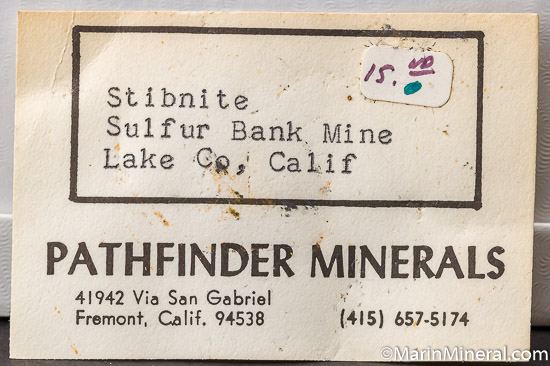 15.00
Stibnite
Sulfur Bank Mine
Lake Co, Calif
PATHFINDER MINERALS
41942 Via San Gabriel
Fremont, Calif. 94538
(415) 657-5174
©MarinMineral.com